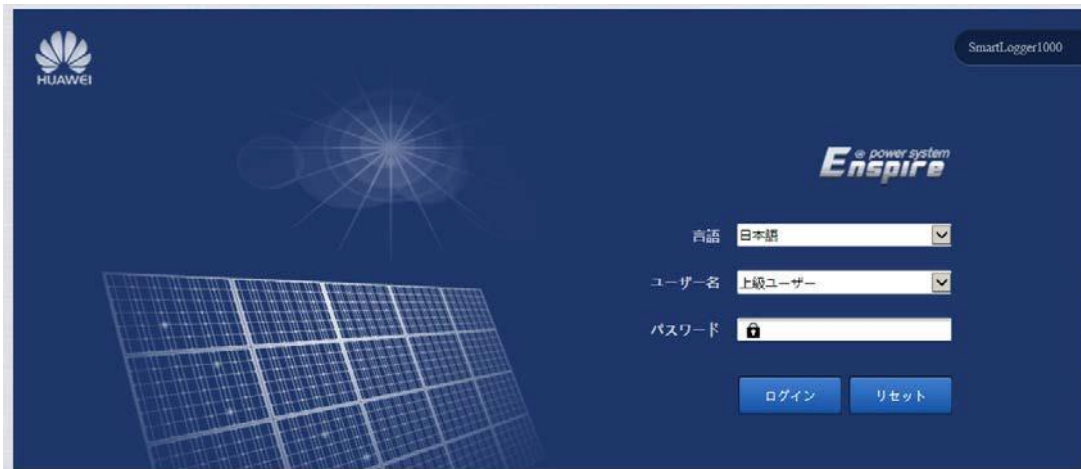 HUAWEI
SmartLogger1000
@ power system
Enspire
言語 日本語
ユーザー名 上級ユーザー
パスワード
ログイン リセット